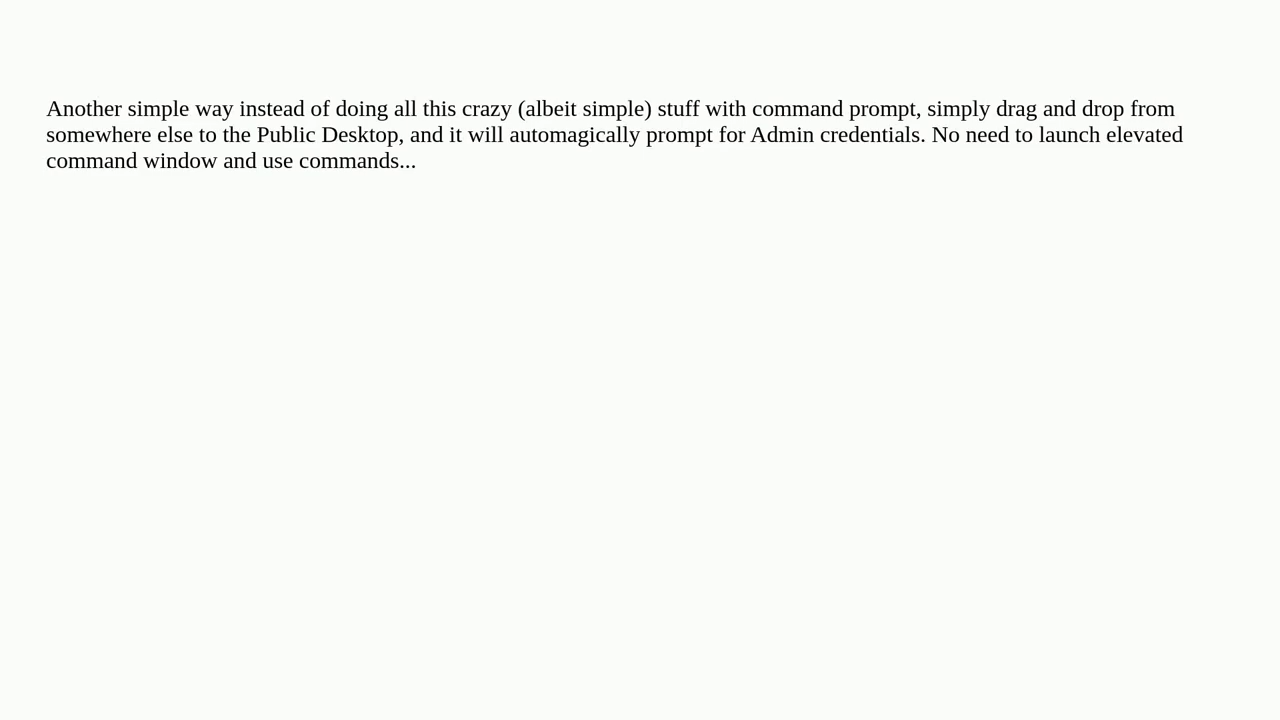 Another simple way instead of doing all this crazy (albeit simple) stuff with command prompt, simply drag and drop from
somewhere else to the Public Desktop, and it will automagically prompt for Admin credentials. No need to launch elevated
command window and use commands...